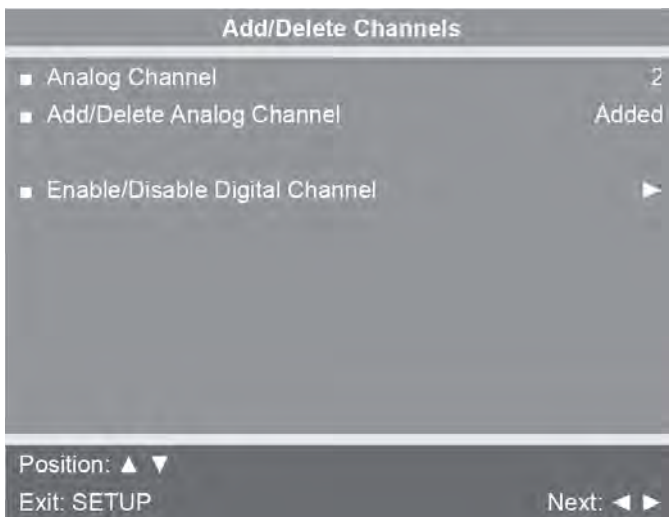 Add/Delete Channels
■ Analog Channel 2
■ Add/Delete Analog Channel Added
■ Enable/Disable Digital Channel ►
Position: ▲ ▼
Exit: SETUP Next: ◄ ►